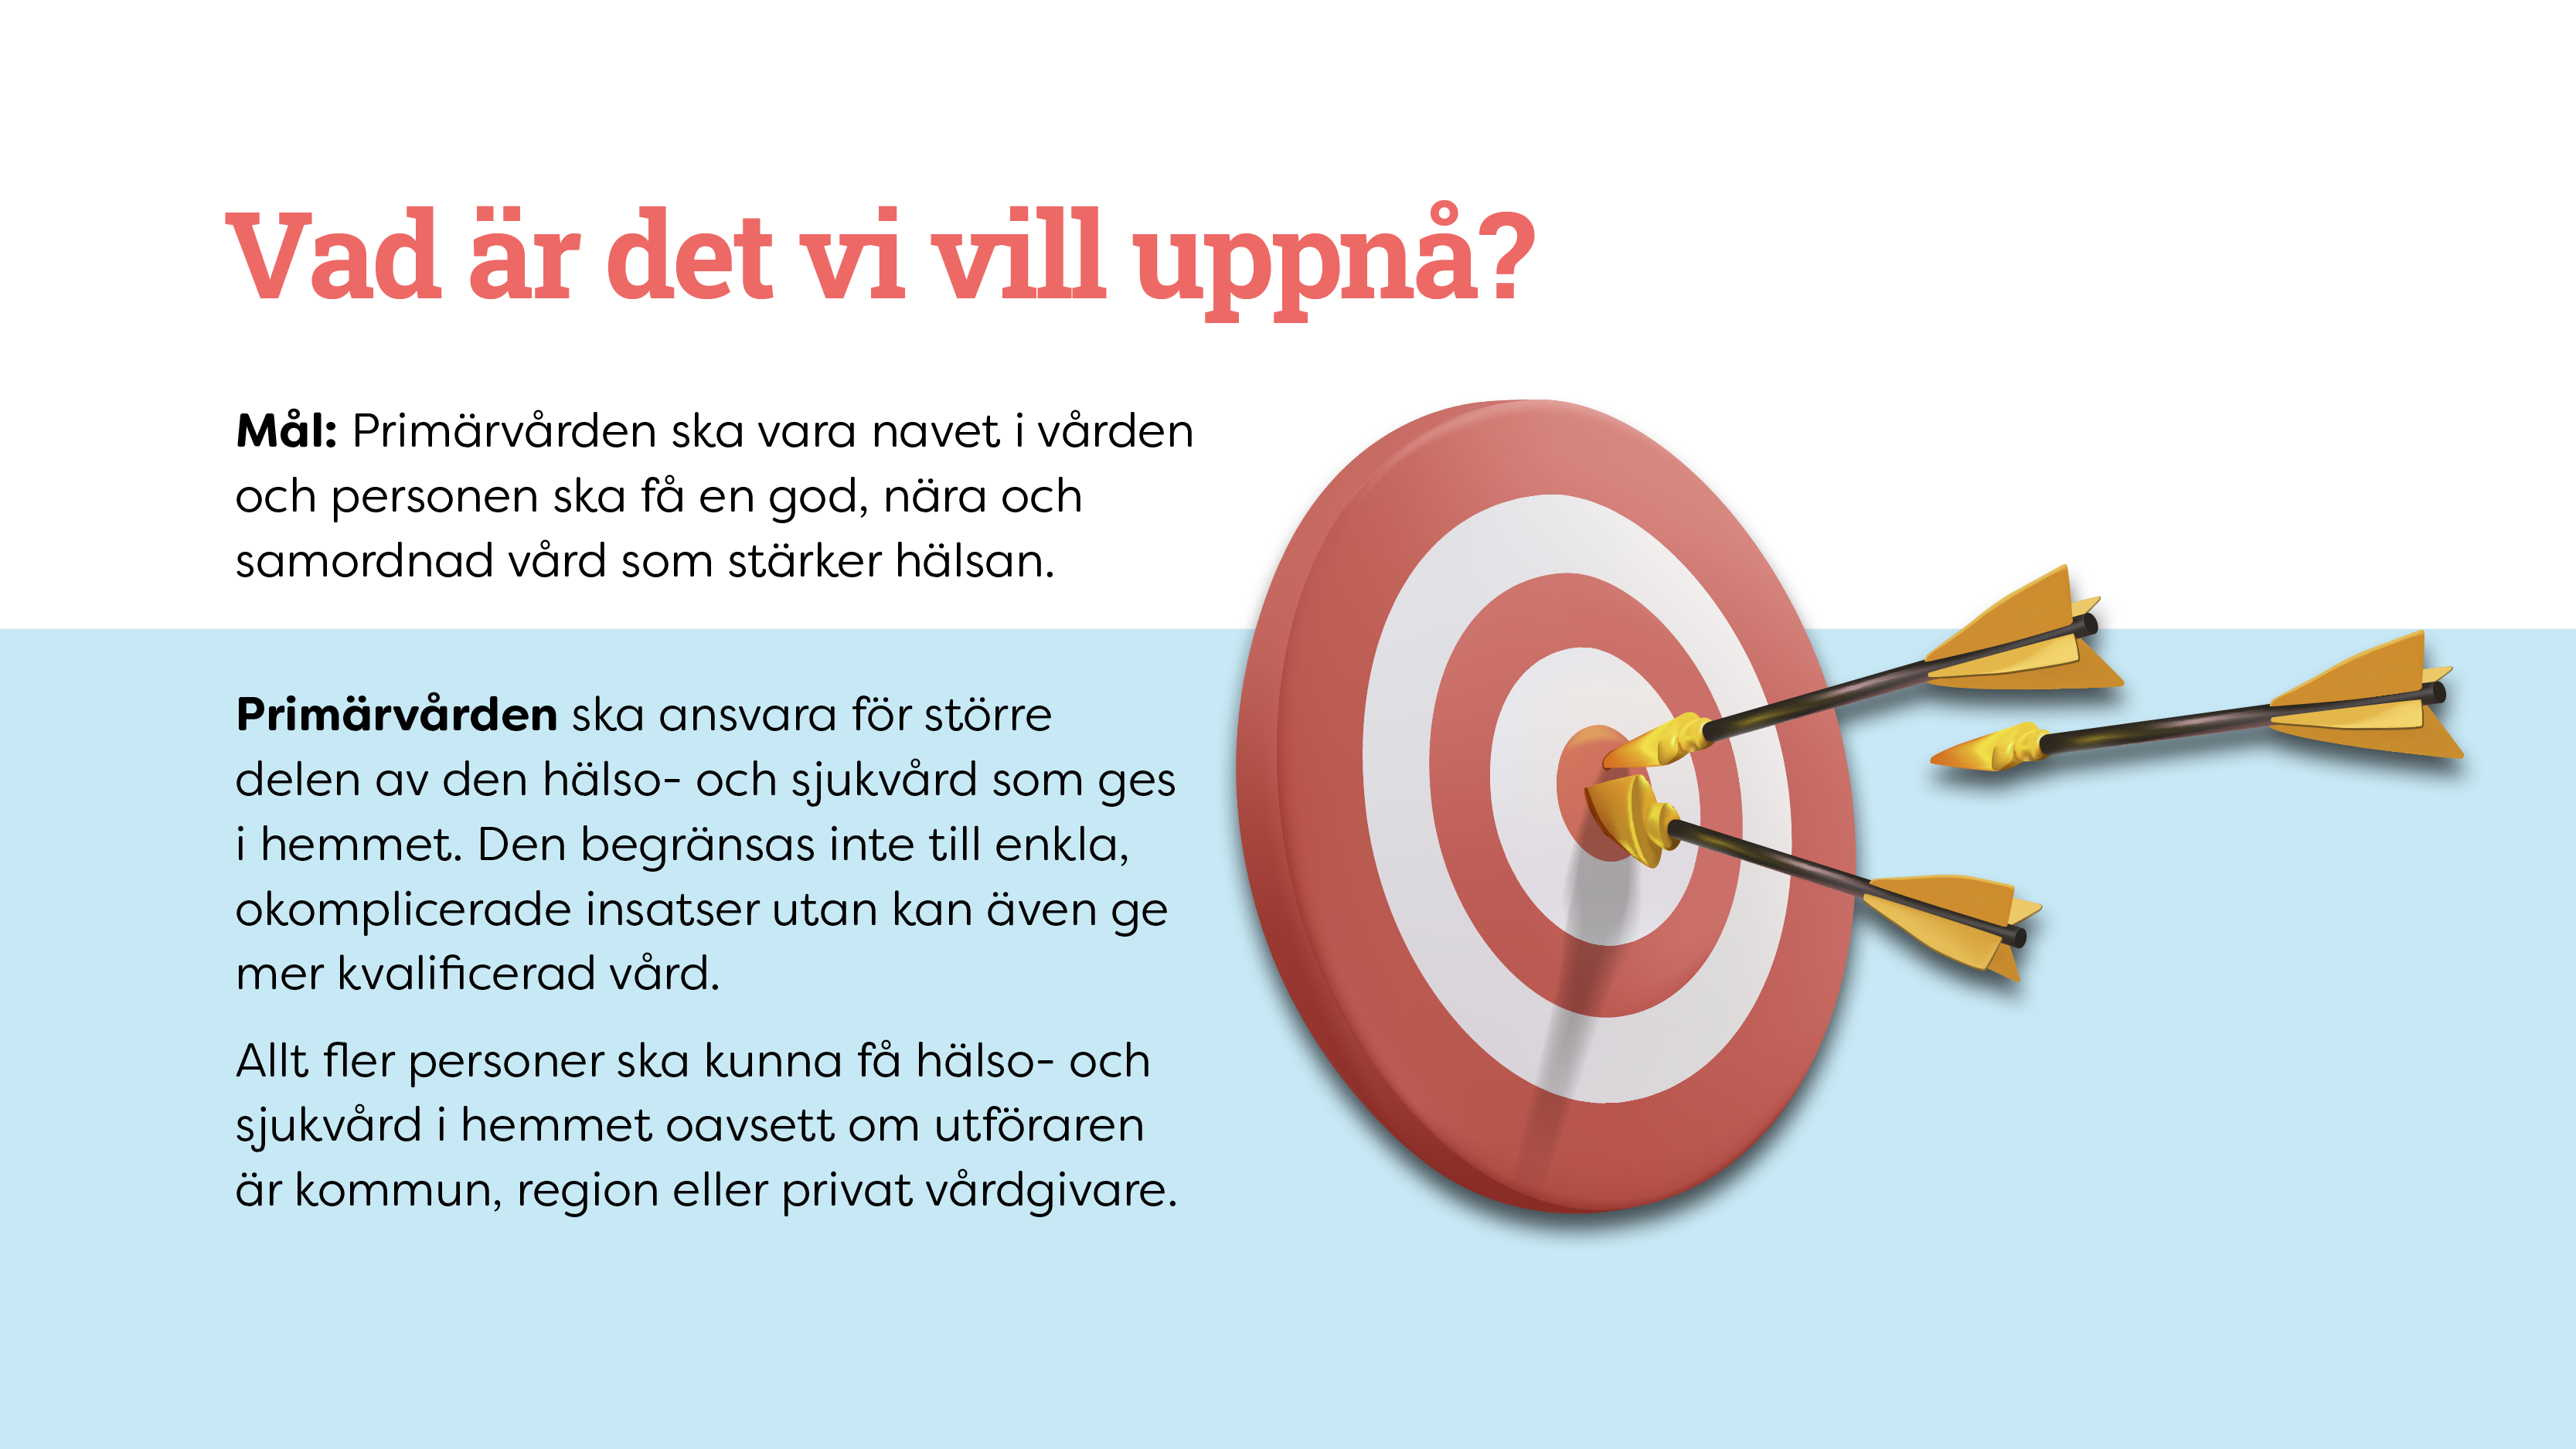 Vad är det vi vill uppnå?
Mål: Primärvården ska vara navet i vården
och personen ska få en god, nära och
samordnad vård som stärker hälsan.
Primärvården ska ansvara för större
delen av den hälso- och sjukvård som ges
i hemmet. Den begränsas inte till enkla,
okomplicerade insatser utan kan även ge
mer kvalificerad vård.
Allt fler personer ska kunna få hälso- och
sjukvård i hemmet oavsett om utföraren
är kommun, region eller privat vårdgivare.